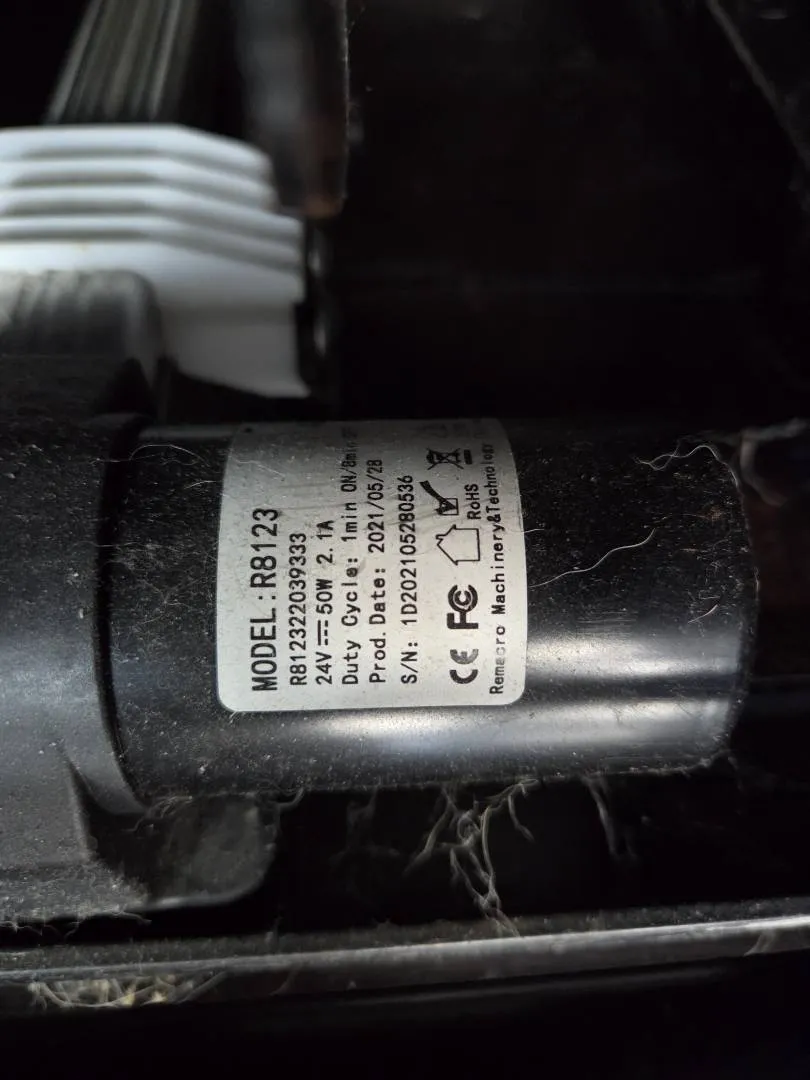 MODEL:R8123
R812322039333
24V⎓50W 2.1A
Duty Cycle: 1min ON/8min
Prod. Date: 2021/05/28
S/N: 1D202105280536
CE FC
RoHS
Remacro Machinery&Technology